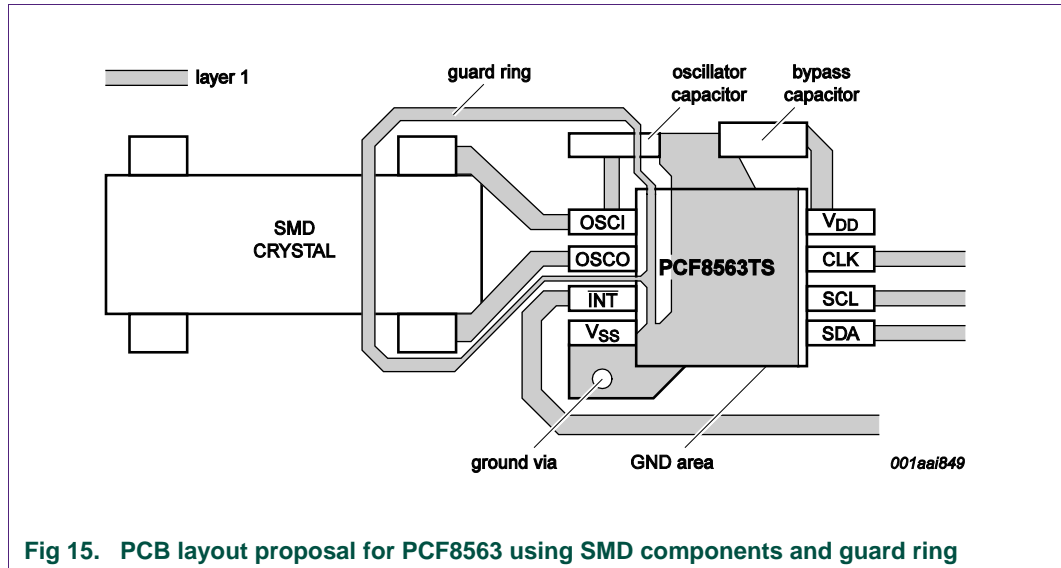 layer 1
guard ring
oscillator
capacitor
bypass
capacitor
SMD
CRYSTAL
OSCI
OSCO
INT
VSS
PCF8563TS
VDD
CLK
SCL
SDA
ground via
GND area
001aai849
Fig 15. PCB layout proposal for PCF8563 using SMD components and guard ring